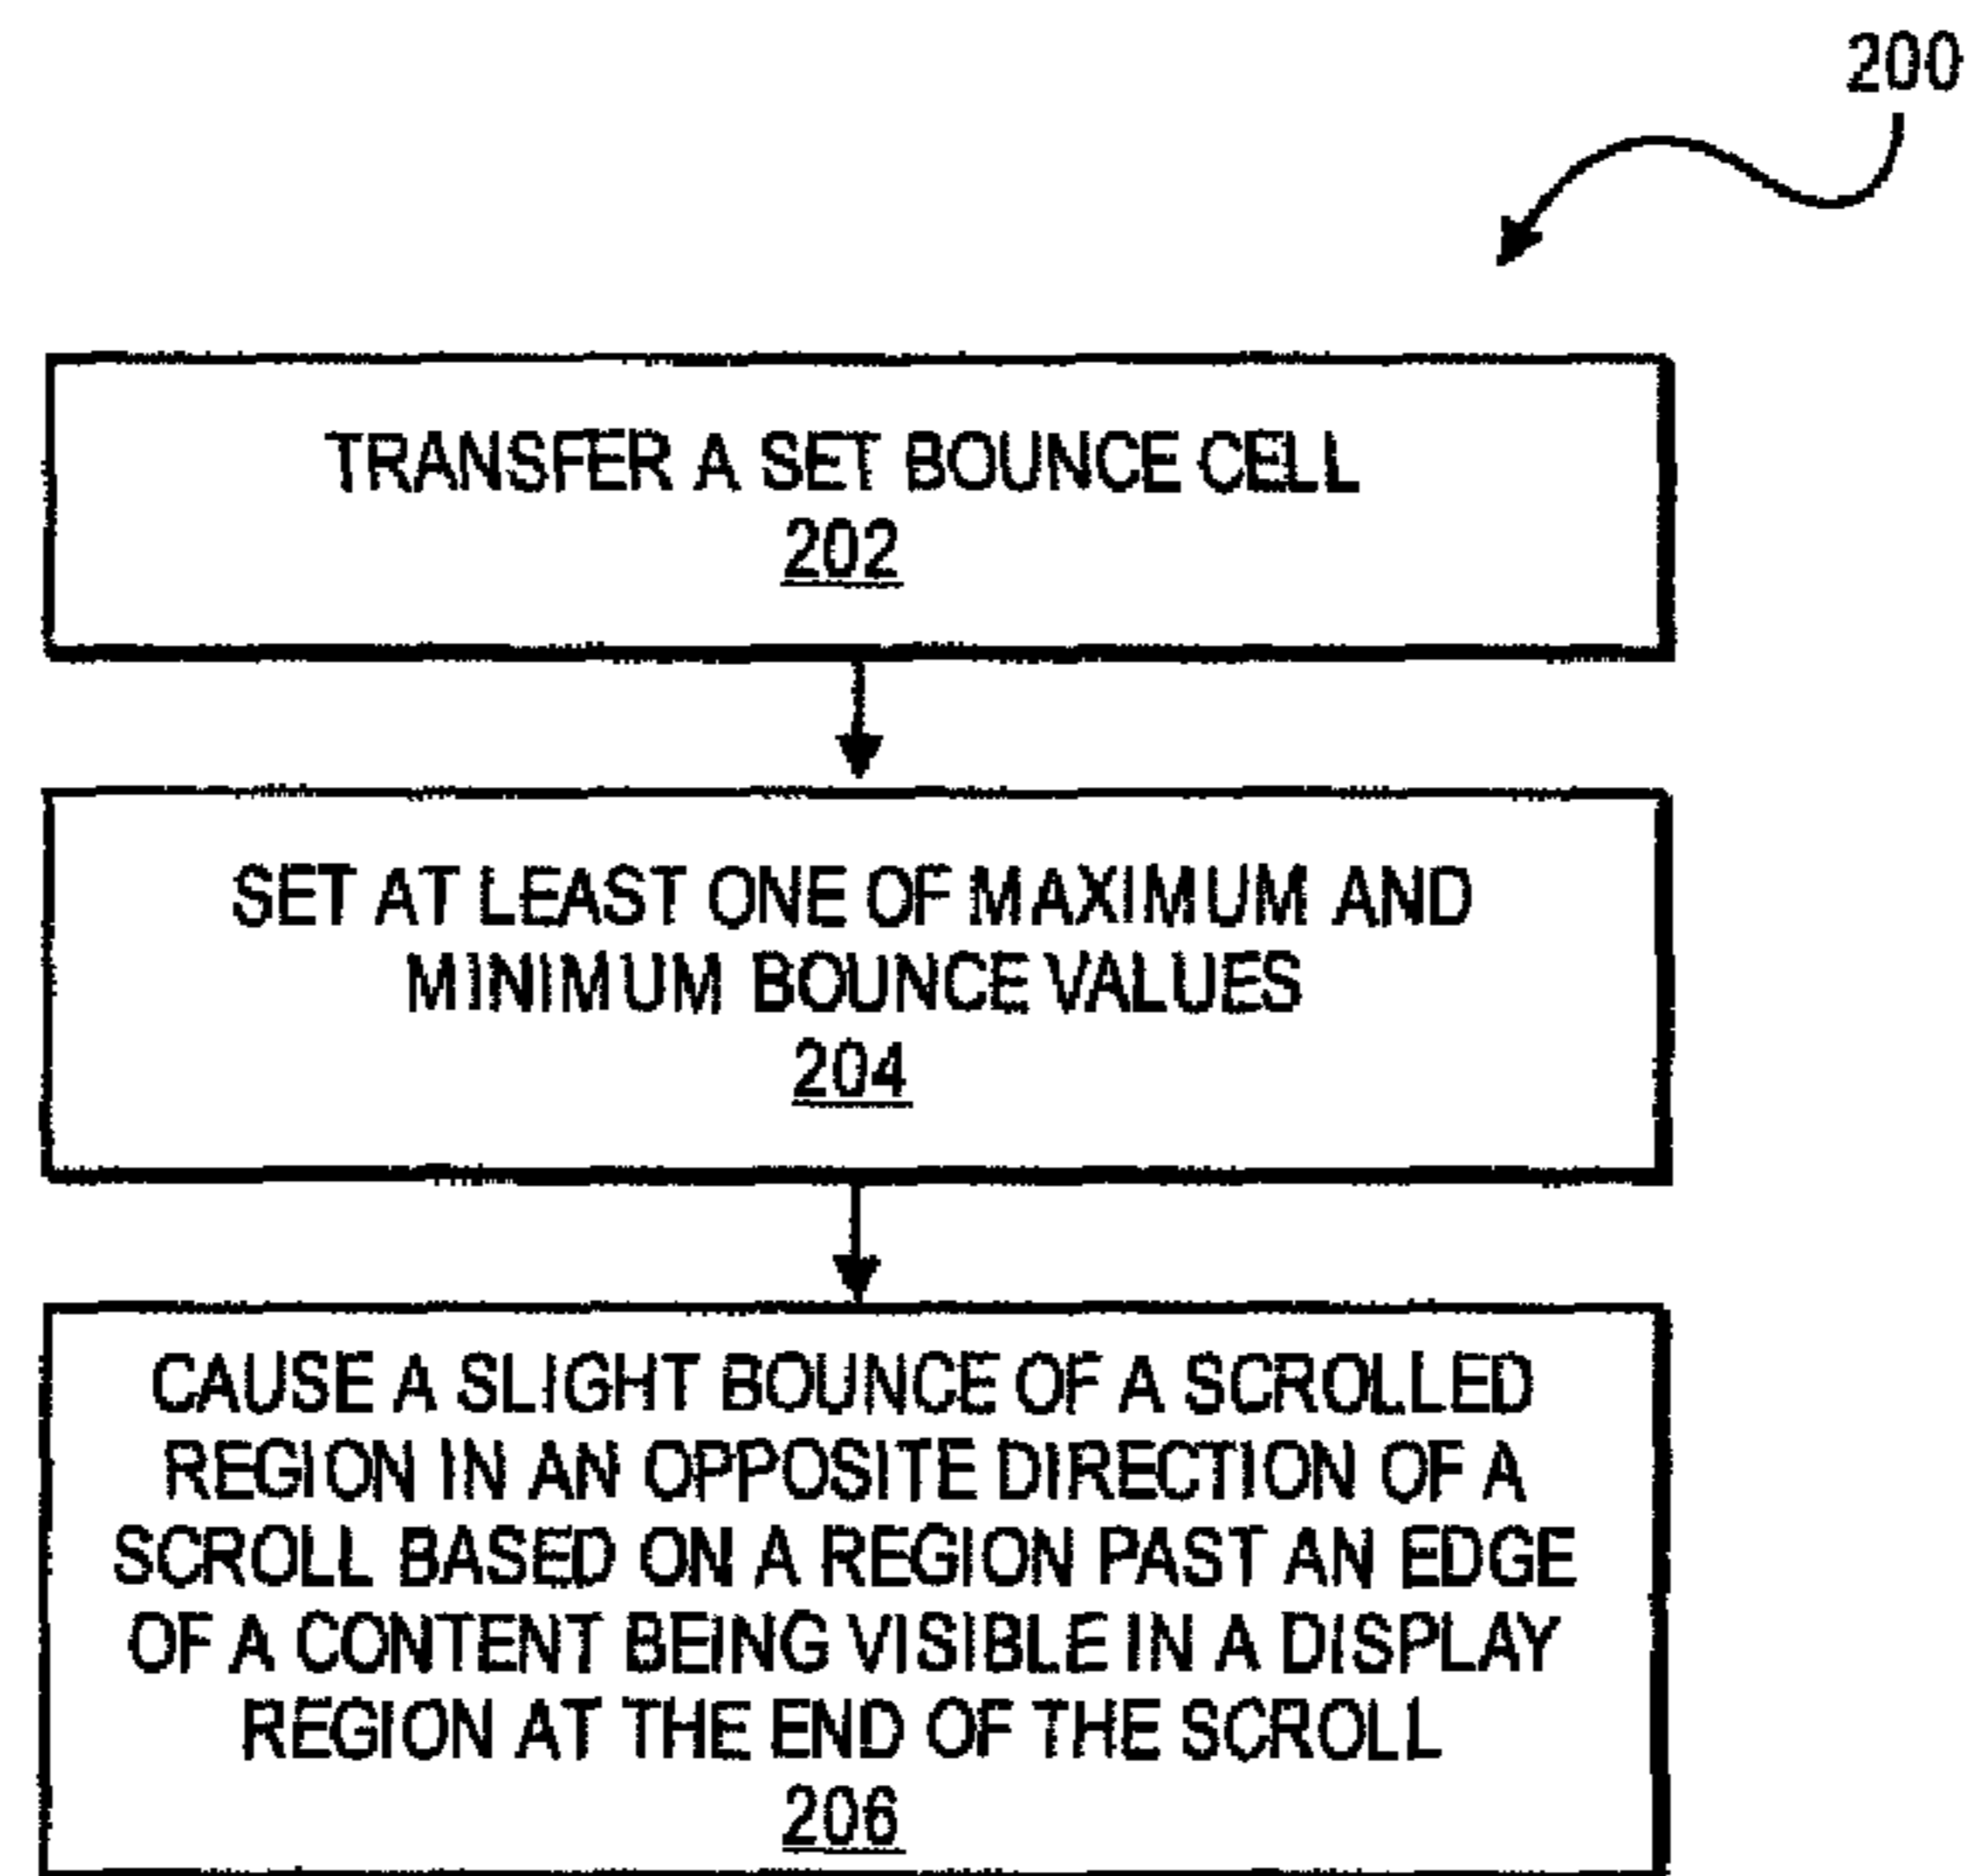 200
TRANSFER A SET BOUNCE CELL
202
SET AT LEAST ONE OF MAXIMUM AND
MINIMUM BOUNCE VALUES
204
CAUSE A SLIGHT BOUNCE OF A SCROLLED
REGION IN AN OPPOSITE DIRECTION OF A
SCROLL BASED ON A REGION PAST AN EDGE
OF A CONTENT BEING VISIBLE IN A DISPLAY
REGION AT THE END OF THE SCROLL
206